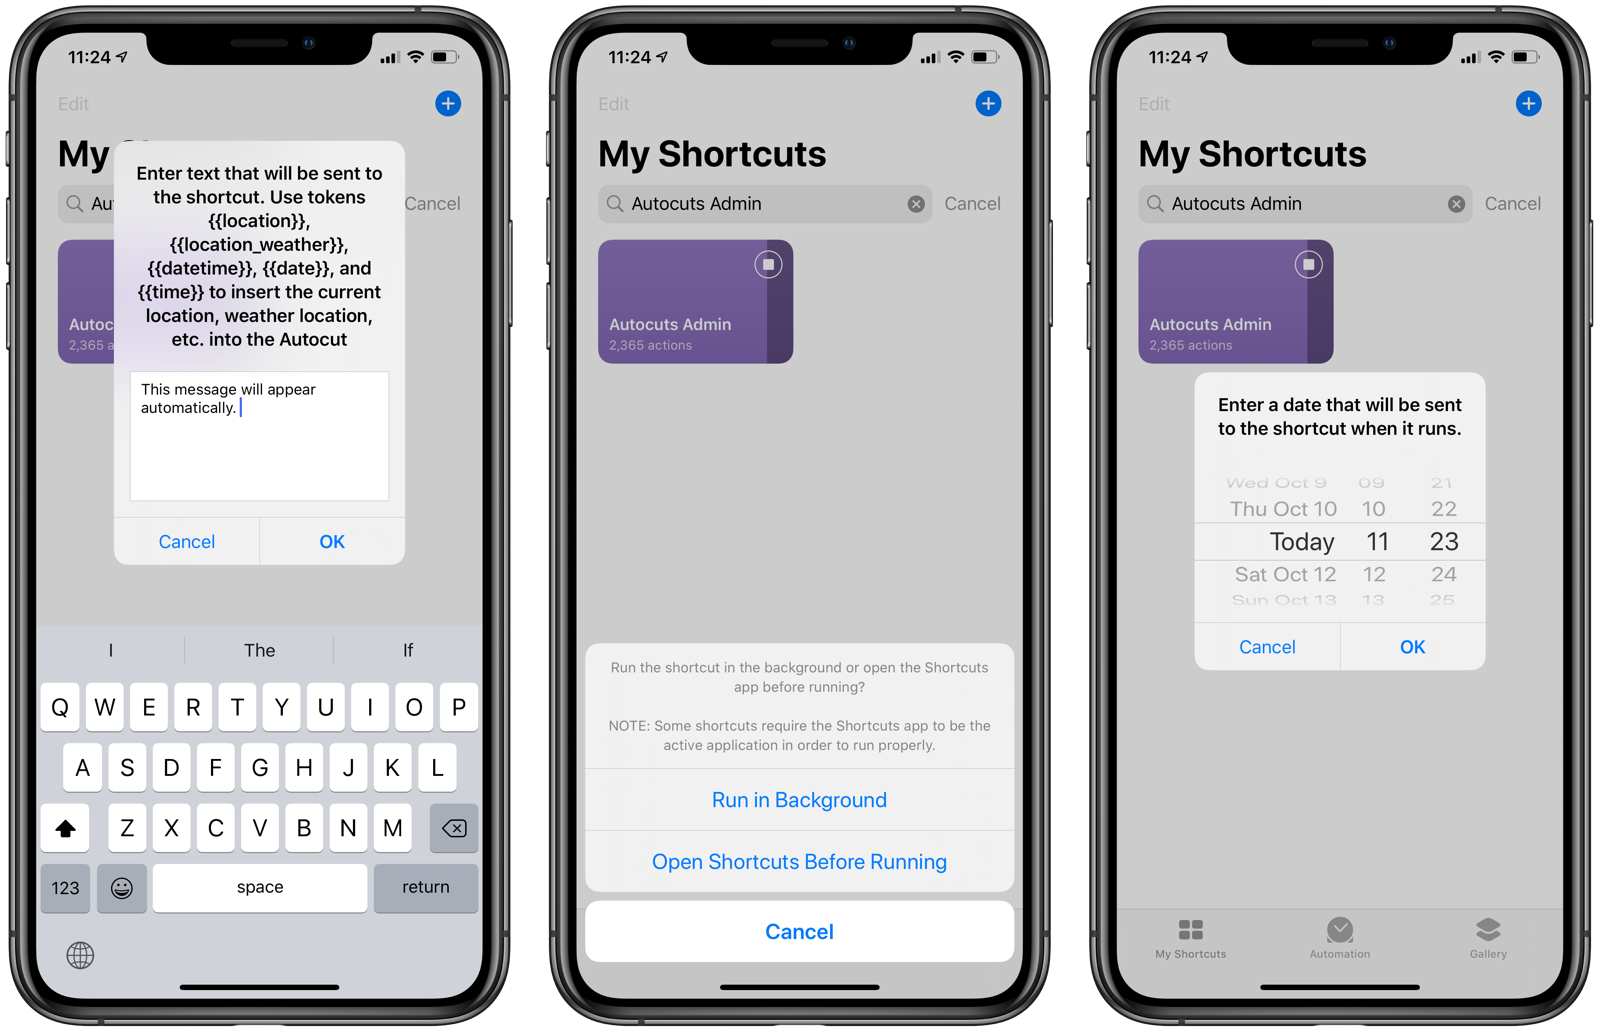 11:24
Edit
My S
Au
Cancel
Autoc
2,365 a
Enter text that will be sent to
the shortcut. Use tokens
{{location}},
{{location_weather}},
{{datetime}}, {{date}}, and
{{time}} to insert the current
location, weather location,
etc. into the Autocut
This message will appear
automatically.
Cancel
OK
I
The
If
Q W E R T Y U I O P
A S D F G H J K L
Z X C V B N M
123
space
return
11:24
Edit
My Shortcuts
Autocuts Admin
Cancel
Autocuts Admin
2,365 actions
Run the shortcut in the background or open the Shortcuts
app before running?
NOTE: Some shortcuts require the Shortcuts app to be the
active application in order to run properly.
Run in Background
Open Shortcuts Before Running
Cancel
11:24
Edit
My Shortcuts
Autocuts Admin
Cancel
Autocuts Admin
2,365 actions
Enter a date that will be sent
to the shortcut when it runs.
Wed Oct 9 09 21
Thu Oct 10 10 22
Today 11 23
Sat Oct 12 12 24
Sun Oct 13 13 25
Cancel
OK
My Shortcuts
Automation
Gallery